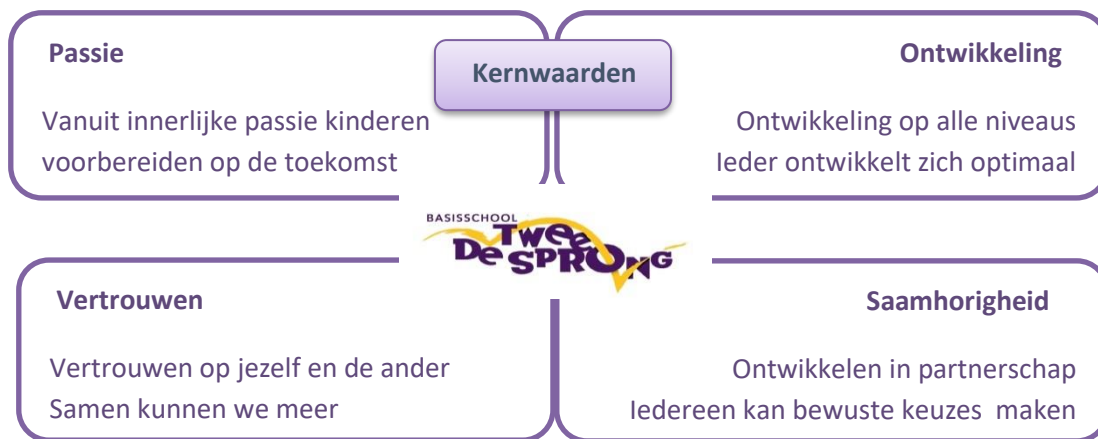 Kernwaarden
Passie
Vanuit innerlijke passie kinderen
voorbereiden op de toekomst
Ontwikkeling
Ontwikkeling op alle niveaus
Ieder ontwikkelt zich optimaal
BASISSCHOOL
TWEE
De SPRONG
Vertrouwen
Vertrouwen op jezelf en de ander
Samen kunnen we meer
Saamhorigheid
Ontwikkelen in partnerschap
Iedereen kan bewuste keuzes maken